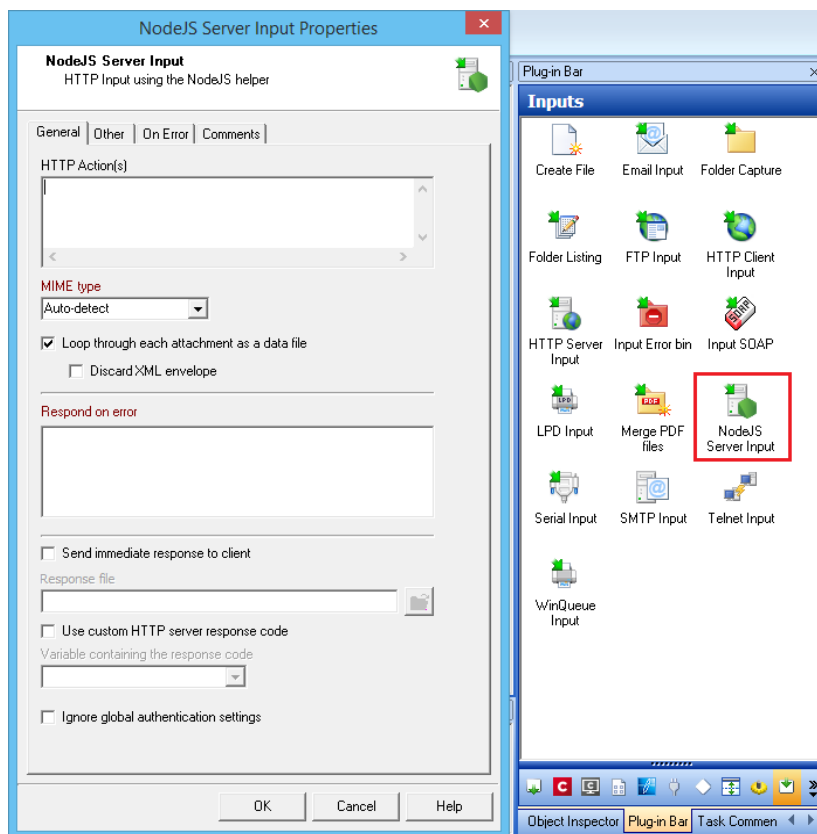 NodeJS Server Input Properties
NodeJS Server Input
HTTP Input using the NodeJS helper
General
Other
On Error
Comments
HTTP Action(s)
MIME type
Auto-detect
Loop through each attachment as a data file
Discard XML envelope
Respond on error
Send immediate response to client
Response file
Use custom HTTP server response code
Variable containing the response code
Ignore global authentication settings
OK
Cancel
Help
Plug-in Bar
Inputs
Create File
Email Input
Folder Capture
Folder Listing
FTP Input
HTTP Client
Input
HTTP Server
Input
Input Error bin
Input SOAP
SOAP
LPD
LPD Input
PDF
Merge PDF
files
NodeJS
Server Input
Serial Input
SMTP Input
Telnet Input
WinQueue
Input
Object Inspector
Plug-in Bar
Task Commen